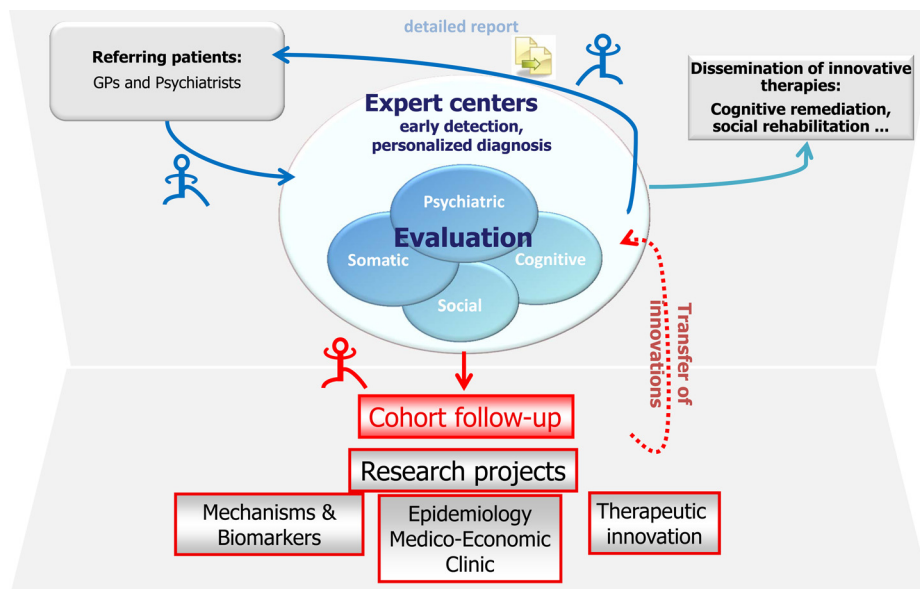 detailed report
Referring patients:
GPs and Psychiatrists
Dissemination of innovative
therapies:
Cognitive remediation,
social rehabilitation ...
Expert centers
early detection,
personalized diagnosis
Psychiatric
Evaluation
Somatic
Cognitive
Social
Transfer of
innovations
Cohort follow-up
Research projects
Mechanisms &
Biomarkers
Epidemiology
Medico-Economic
Clinic
Therapeutic
innovation